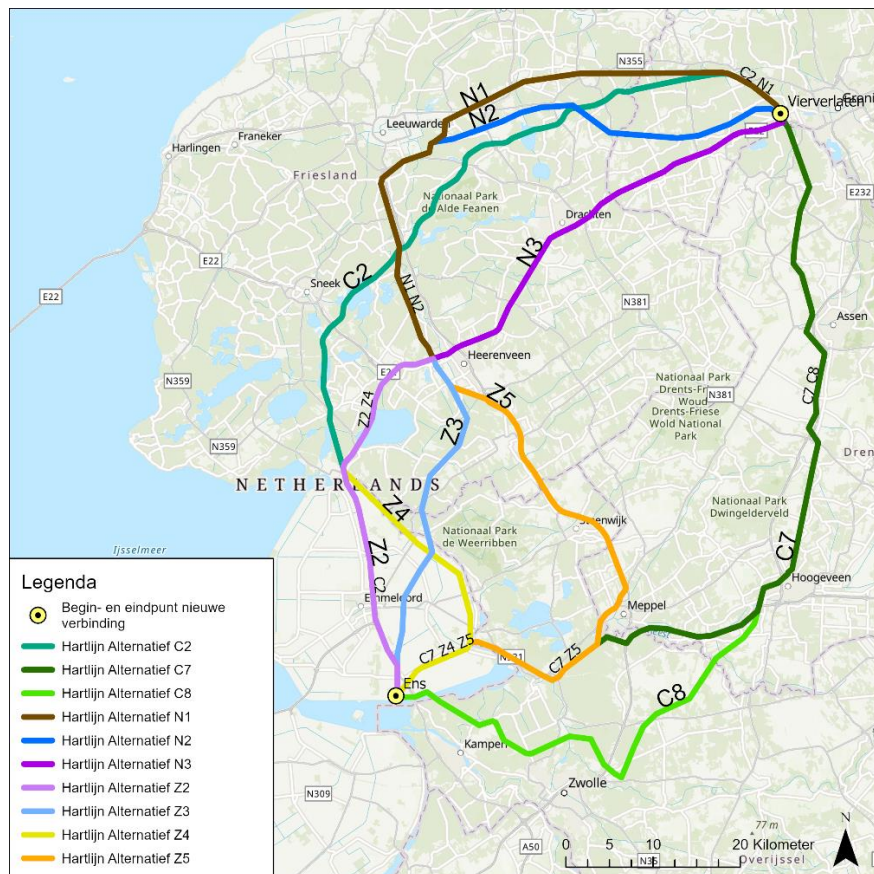 N355
C2 N1
N1
Vierverlaten
N2
Leeuwarden
Franeker
Harlingen
Friesland
E232
Nationaal Park
de Alde Feanen
Drachten
N3
E22
C2
Sneek
E22
N1 N2
N381
Assen
Heerenveen
N359
Z2 Z4
Z5
C7 C8
Nationaal Park
Drents-Fr
Woud
Drents-Friese
Wold National
Park
N381
N359
Z3
NETHERLANDS
Z4
Nationaal Park
Dwingelderveld
Nationaal Park
de Weerribben
IJsselmeer
Z2
C7
C2
Emmeloord
Hoogeveen
Meppel
C7 Z4 Z5
C7 Z5
Ens
C8
Kampen
Zwolle
N309
A50
N35
77 m
N
0 5 10 20 Kilometer
Overijssel
Legenda
Begin- en eindpunt nieuwe
verbinding
Hartlijn Alternatief C2
Hartlijn Alternatief C7
Hartlijn Alternatief C8
Hartlijn Alternatief N1
Hartlijn Alternatief N2
Hartlijn Alternatief N3
Hartlijn Alternatief Z2
Hartlijn Alternatief Z3
Hartlijn Alternatief Z4
Hartlijn Alternatief Z5